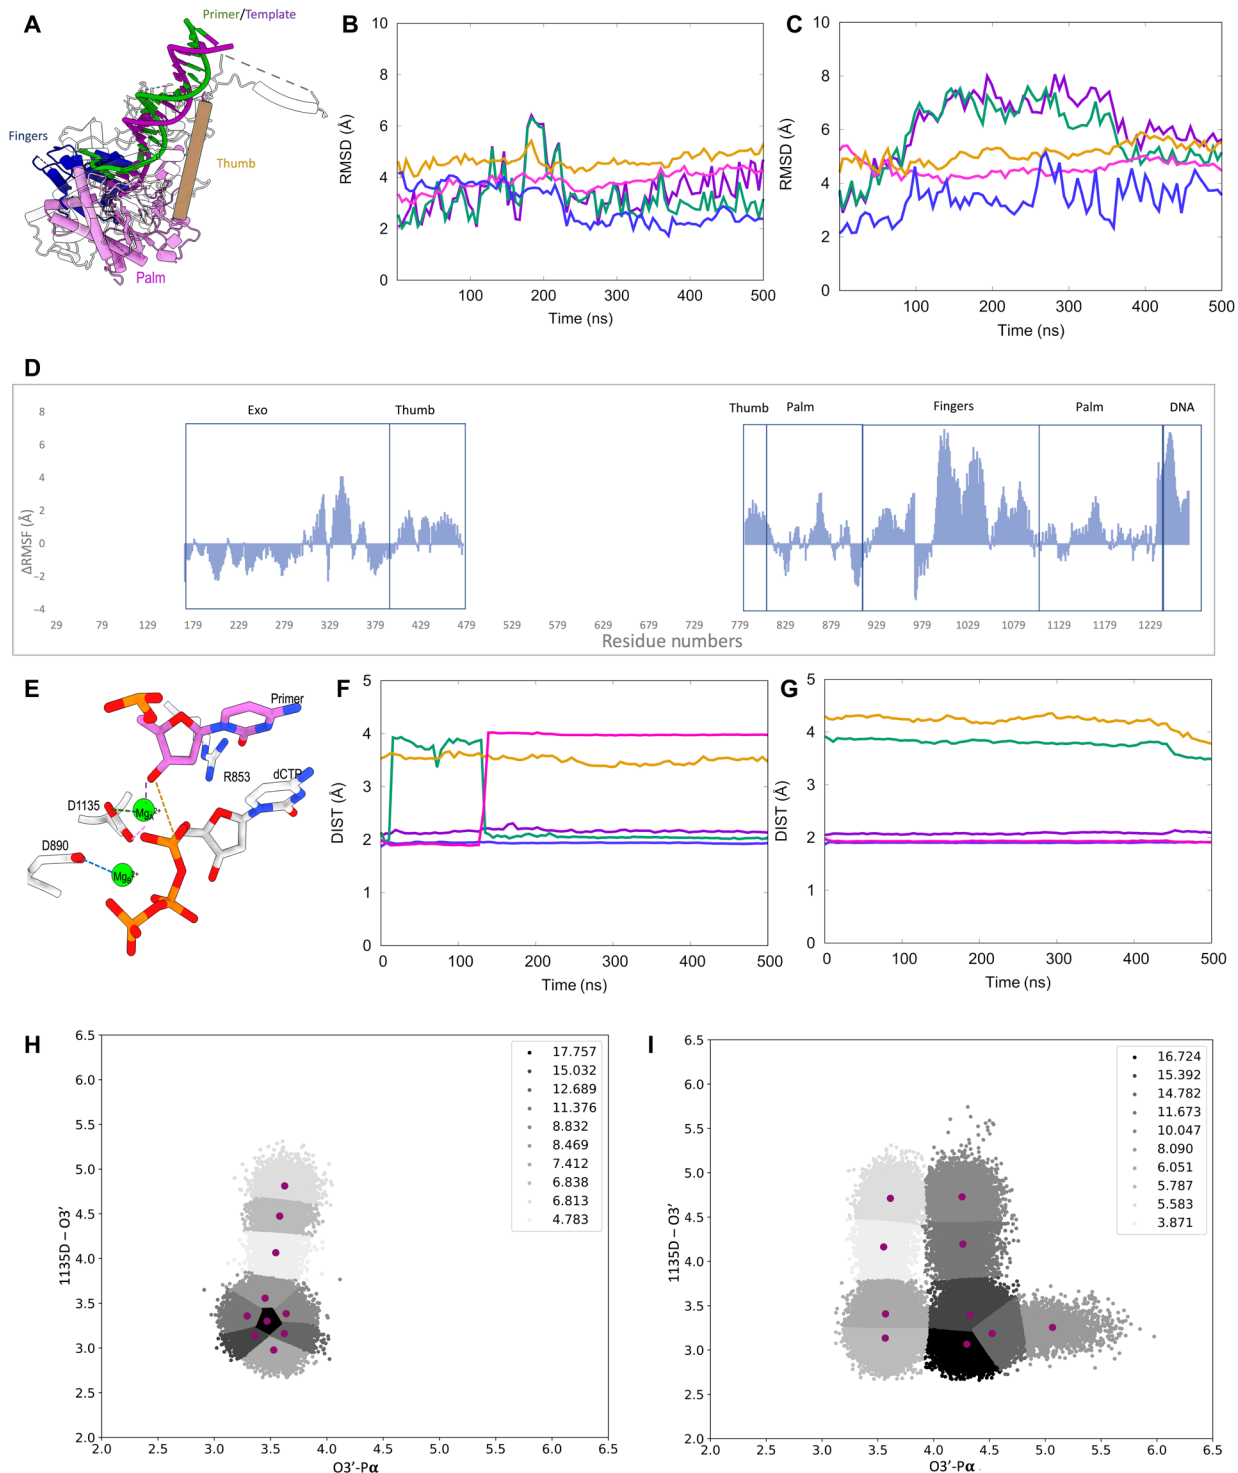 A
Primer/Template
Fingers
Thumb
Palm
B
10
8
6
4
2
0
RMSD (Å)
100 200 300 400 500
Time (ns)
C
10
8
6
4
2
0
RMSD (Å)
100 200 300 400 500
Time (ns)
D
Exo Thumb Thumb Palm Fingers Palm DNA
8
6
4
2
0
−2
−4
ΔRMSF (Å)
29 79 129 179 229 279 329 379 429 479 529 579 629 679 729 779 829 879 929 979 1029 1079 1129 1179 1229
Residue numbers
E
Primer
R853
dCTP
D1135
MgA2+
D890
MgB2+
F
5
4
3
2
1
0
DIST (Å)
0 100 200 300 400 500
Time (ns)
G
5
4
3
2
1
0
DIST (Å)
0 100 200 300 400 500
Time (ns)
H
6.5
6.0
5.5
5.0
4.5
4.0
3.5
3.0
2.5
2.0
1135D – O3′
17.757
15.032
12.689
11.376
8.832
8.469
7.412
6.838
6.813
4.783
2.0 2.5 3.0 3.5 4.0 4.5 5.0 5.5 6.0 6.5
O3′-Pα
I
6.5
6.0
5.5
5.0
4.5
4.0
3.5
3.0
2.5
2.0
1135D – O3′
16.724
15.392
14.782
11.673
10.047
8.090
6.051
5.787
5.583
3.871
2.0 2.5 3.0 3.5 4.0 4.5 5.0 5.5 6.0 6.5
O3′-Pα